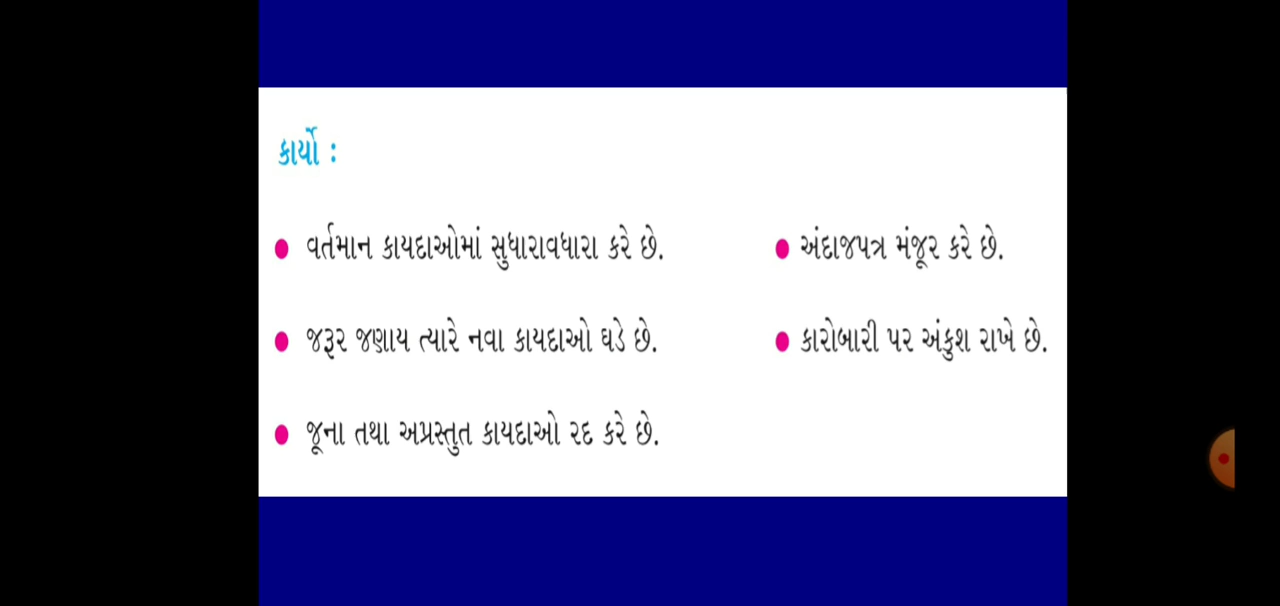 કાર્યો :
● વર્તમાન કાયદાઓમાં સુધારાવધારા કરે છે.
● અંદાજપત્ર મંજૂર કરે છે.
● જરૂર જણાય ત્યારે નવા કાયદાઓ ઘડે છે.
● કારોબારી પર અંકુશ રાખે છે.
● જૂના તથા અપ્રસ્તુત કાયદાઓ રદ કરે છે.